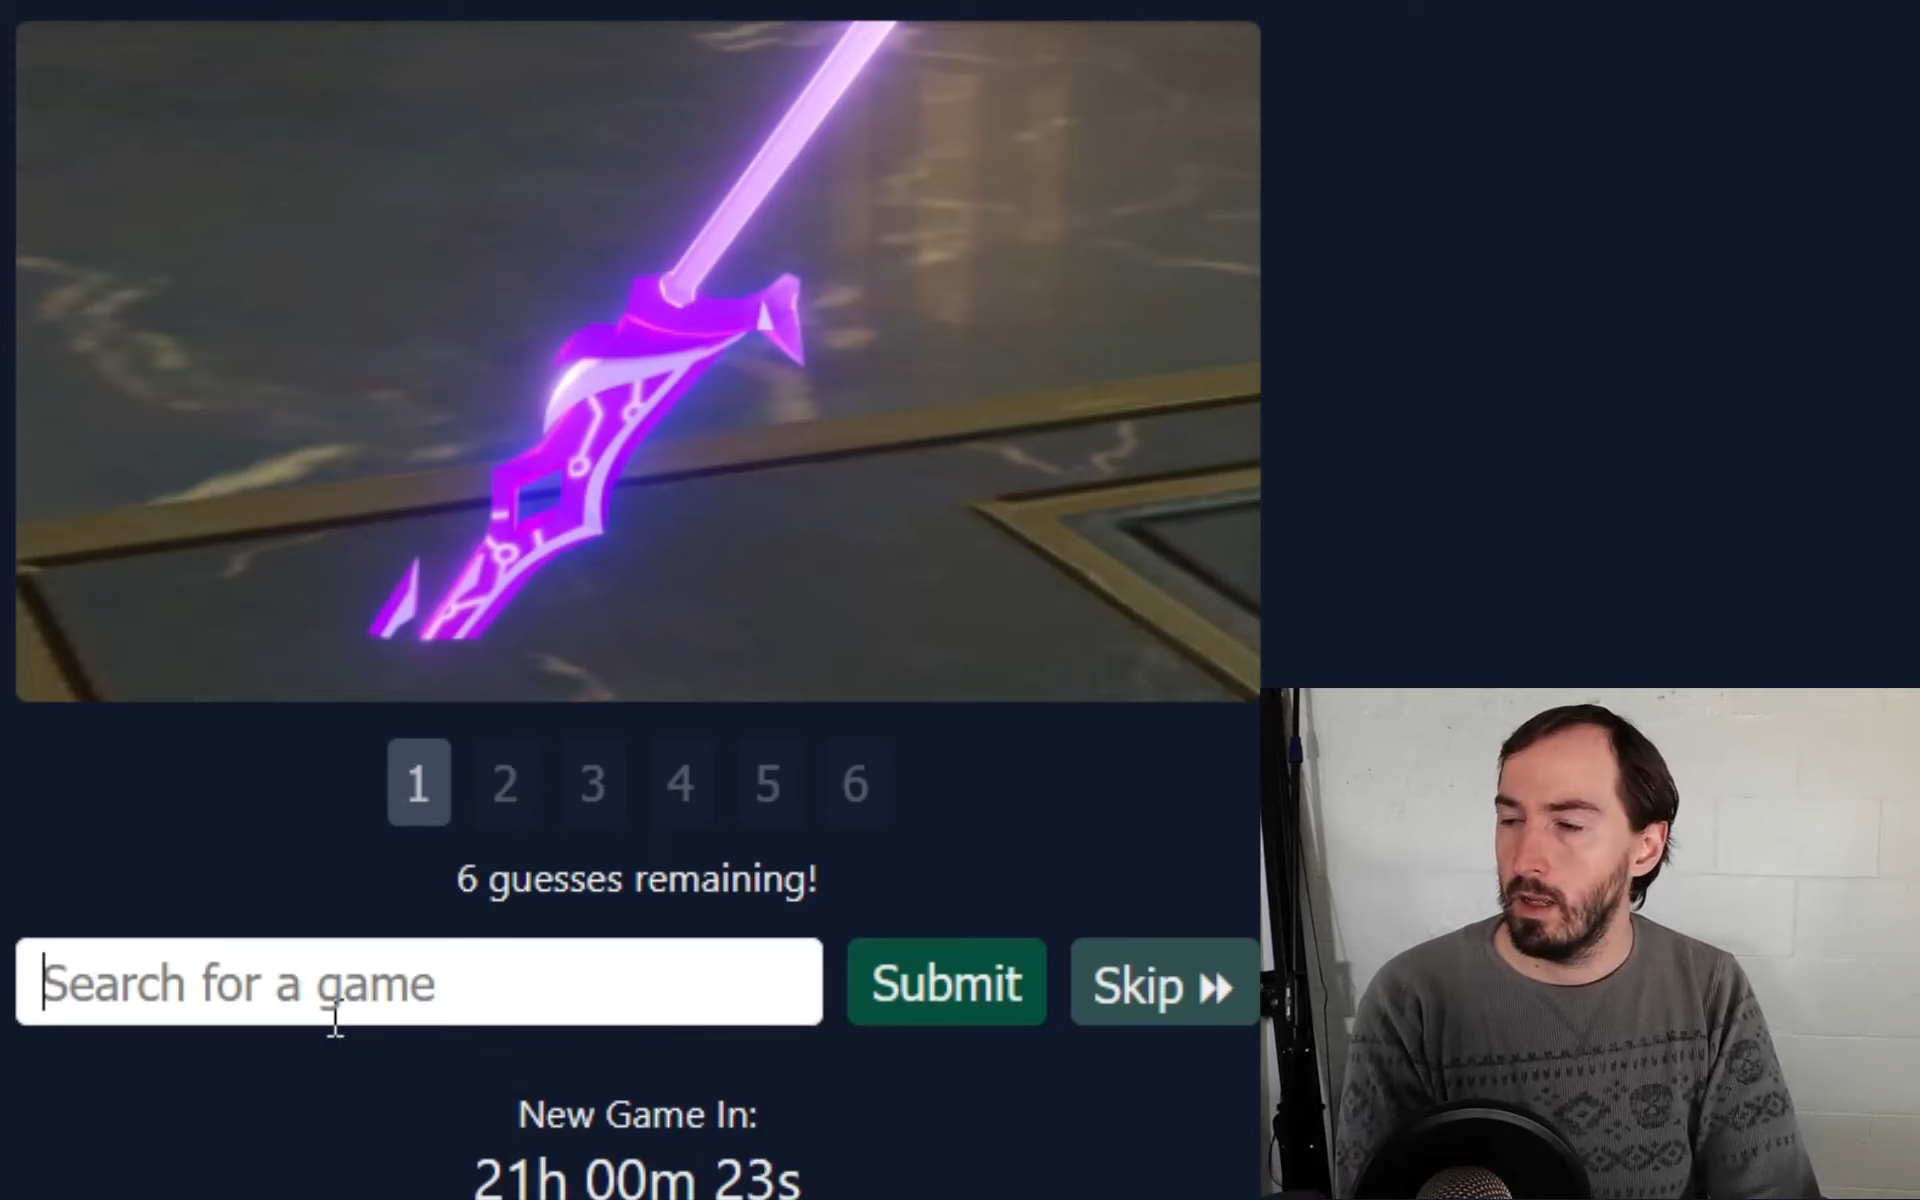 1 2 3 4 5 6
6 guesses remaining!
Search for a game
Submit
Skip
New Game In:
21h 00m 23s